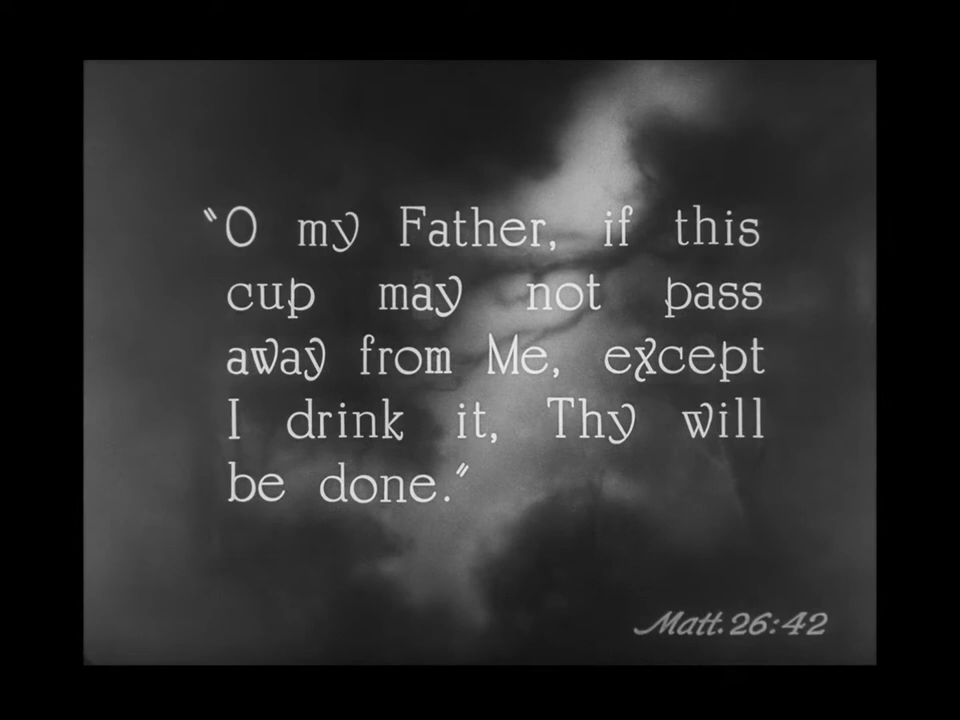 "O my Father, if this
cup may not pass
away from Me, except
I drink it, Thy will
be done."
Matt. 26:42